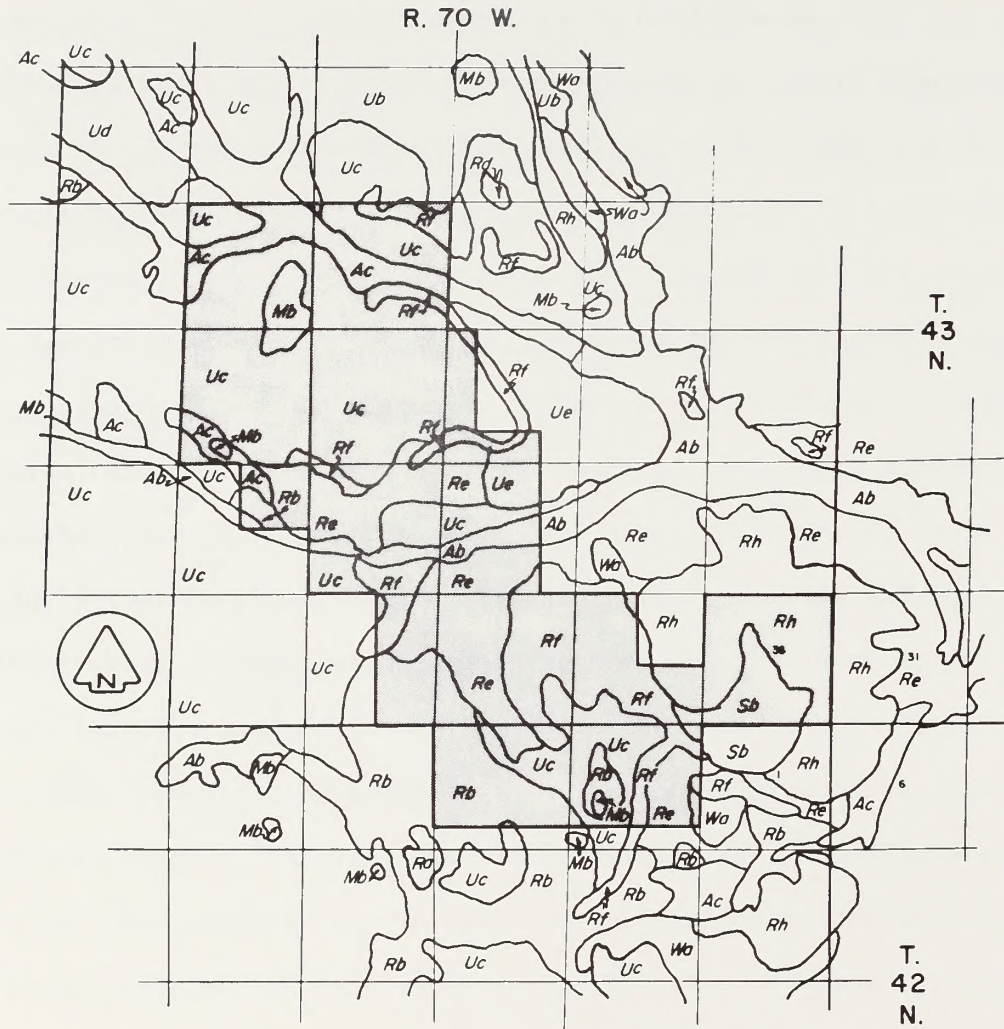 R. 70 W.
Ac Uc Mb Wa
Uc Uc Ub Ub
Ud Ac Uc
Rb Rd
Uc Rf Rh sWa
Uc Ab
Ac Ac Rf Uc
Uc Mb Rf Mb
T.
43
N.
Uc Rf
Mb Ac Uc Ue Rf
Ac Mb Rf Rf Ab Rf Re
Ab Uc Ac Re Ue
Uc Rb Re Uc Ab Re Rh Re Ab
Ab Wa
Uc Uc Rf Re
Rh Rh
N Uc Rf 36 Rh 31
Uc Re Rf Sb Re
Ab Mb Uc Rb Rf Sb Rh
Rb Rb Mb Re Rf 1 Re Ac 6
Mb Uc Wa Rb
Mb Ra Uc Rb Mb Rb Rb Ac
Rf Rh
Rb Uc Uc Wa
T.
42
N.